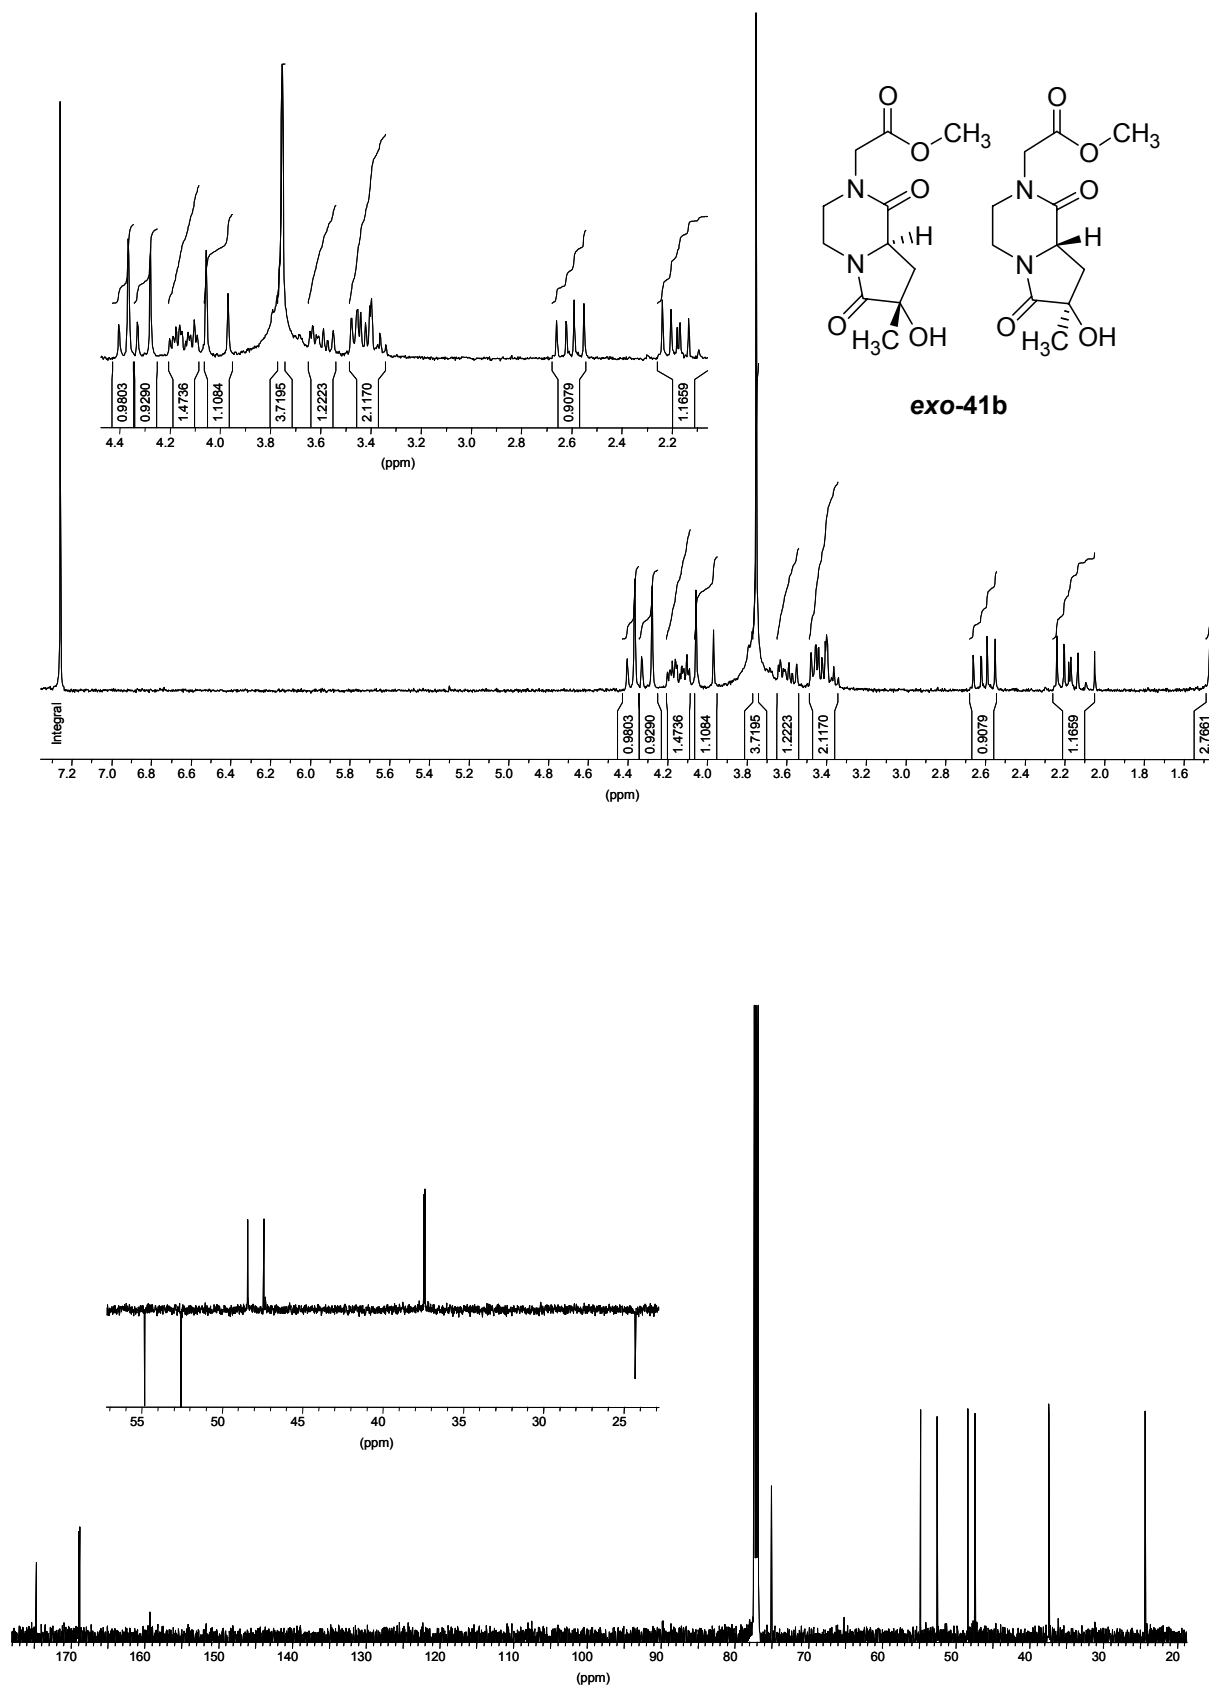 O
O
O
CH3
O
CH3
N
O
N
O
H
H
N
N
O
O
H3C
OH
H3C
OH
exo-41b
0.9803
0.9290
1.4736
1.1084
3.7195
1.2223
2.1170
0.9079
1.1659
4.4 4.2 4.0 3.8 3.6 3.4 3.2 3.0 2.8 2.6 2.4 2.2
(ppm)
Integral
0.9803
0.9290
1.4736
1.1084
3.7195
1.2223
2.1170
0.9079
1.1659
2.7661
7.2 7.0 6.8 6.6 6.4 6.2 6.0 5.8 5.6 5.4 5.2 5.0 4.8 4.6 4.4 4.2 4.0 3.8 3.6 3.4 3.2 3.0 2.8 2.6 2.4 2.2 2.0 1.8 1.6
(ppm)
55 50 45 40 35 30 25
(ppm)
170 160 150 140 130 120 110 100 90 80 70 60 50 40 30 20
(ppm)